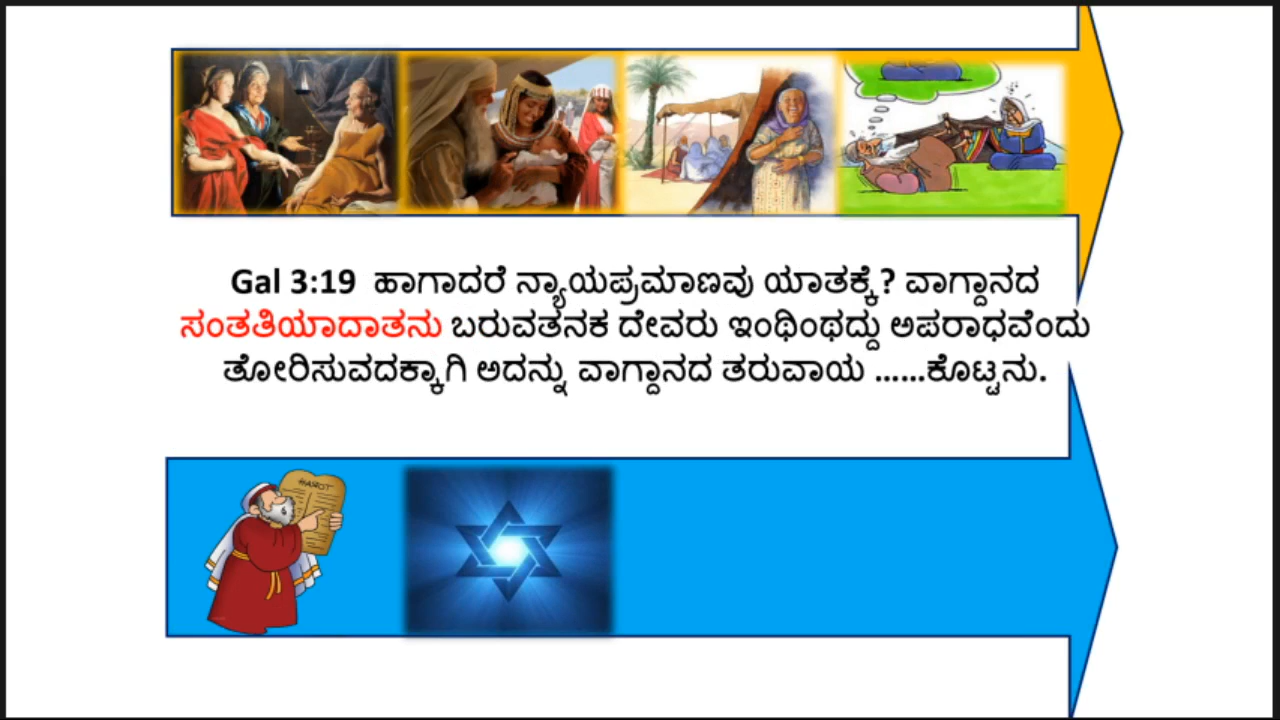 Gal 3:19 ಹಾಗಾದರೆ ನ್ಯಾಯಪ್ರಮಾಣವು ಯಾತಕ್ಕೆ? ವಾಗ್ದಾನದ
ಸಂತತಿಯಾದಾತನು ಬರುವತನಕ ದೇವರು ಇಂಥಿಂಥದ್ದು ಅಪರಾಧವೆಂದು
ತೋರಿಸುವದಕ್ಕಾಗಿ ಅದನ್ನು ವಾಗ್ದಾನದ ತರುವಾಯ ......ಕೊಟ್ಟನು.